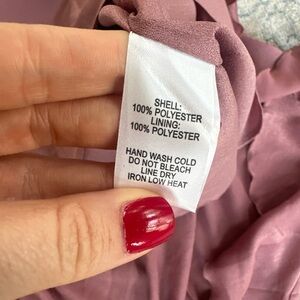 SHELL:
100% POLYESTER
LINING:
100% POLYESTER
HAND WASH COLD
DO NOT BLEACH
LINE DRY
IRON LOW HEAT